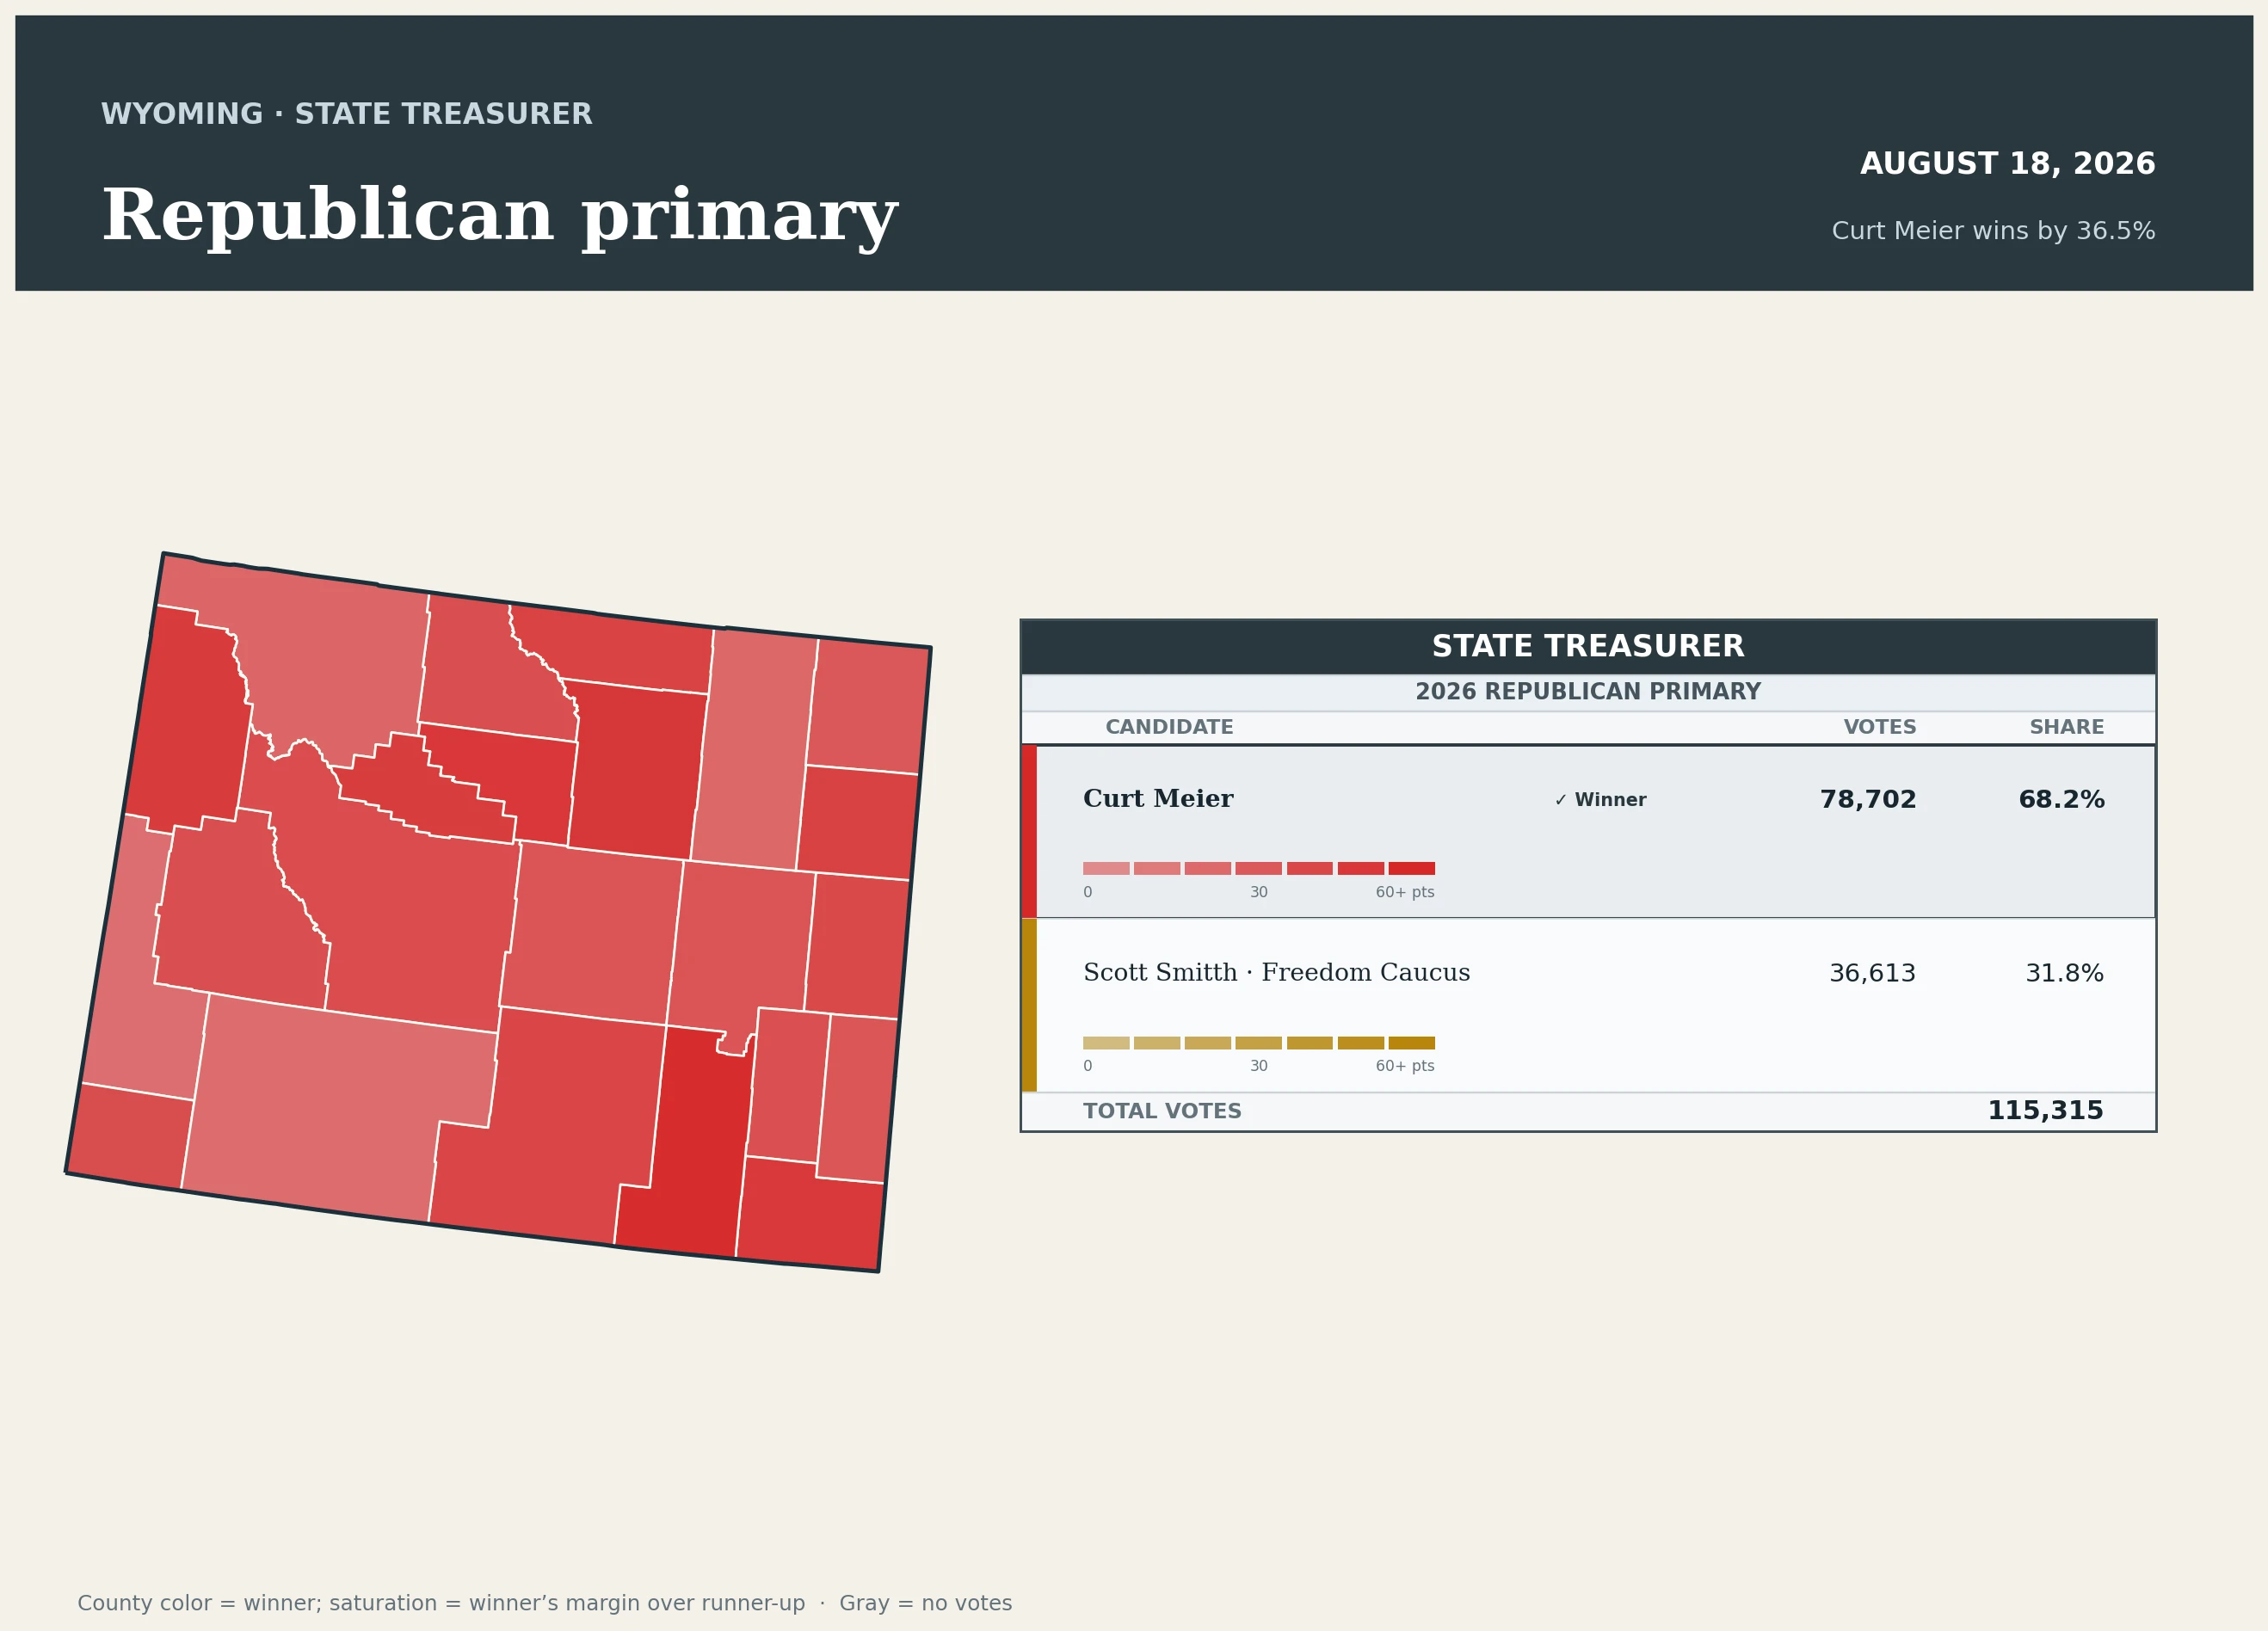 WYOMING · STATE TREASURER
Republican primary
AUGUST 18, 2026
Curt Meier wins by 36.5%
STATE TREASURER
2026 REPUBLICAN PRIMARY
CANDIDATE VOTES SHARE
Curt Meier ✓ Winner 78,702 68.2%
0 30 60+ pts
Scott Smith · Freedom Caucus 36,613 31.8%
0 30 60+ pts
TOTAL VOTES 115,315
County color = winner; saturation = winner’s margin over runner-up · Gray = no votes